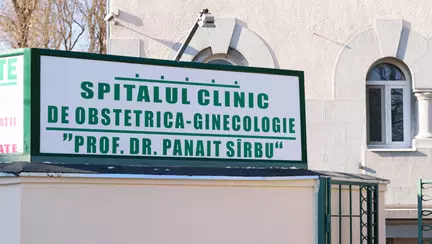 SPITALUL CLINIC
DE OBSTETRICA-GINECOLOGIE
"PROF. DR. PANAIT SÎRBU"